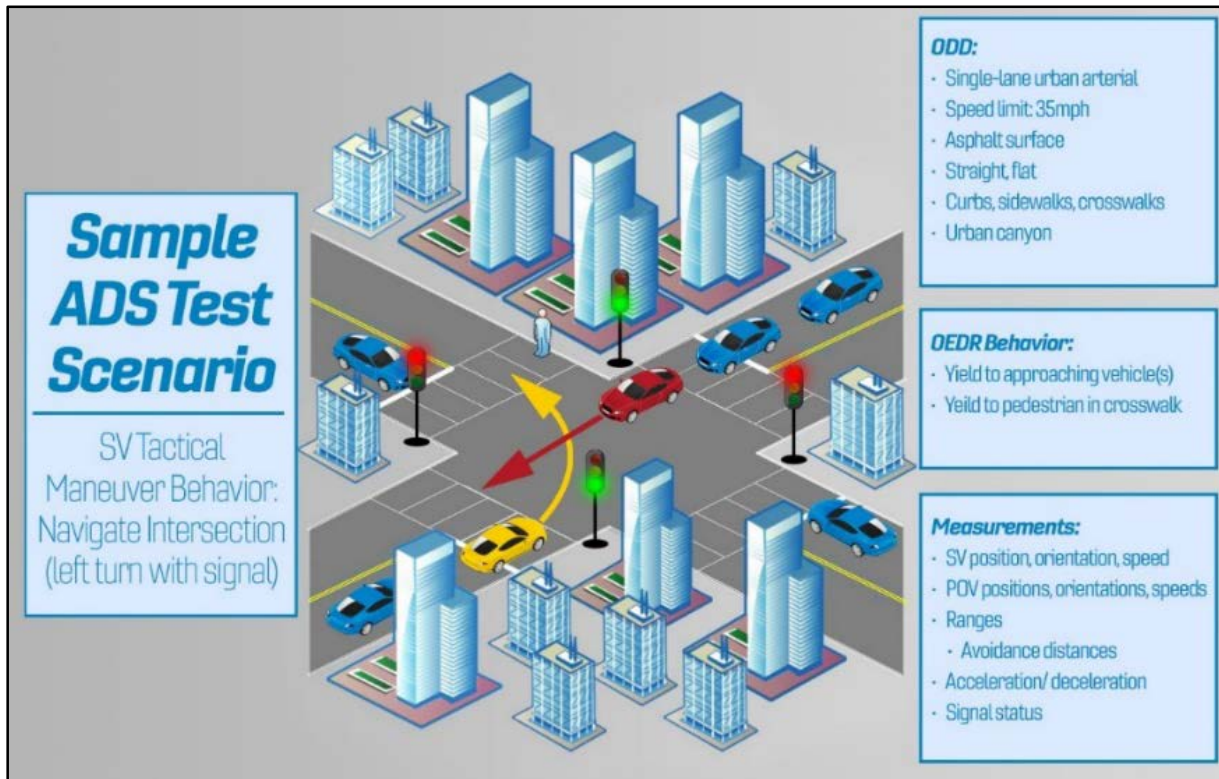 Sample
ADS Test
Scenario
SV Tactical
Maneuver Behavior:
Navigate Intersection
(left turn with signal)
ODD:
· Single-lane urban arterial
· Speed limit: 35mph
· Asphalt surface
· Straight, flat
· Curbs, sidewalks, crosswalks
· Urban canyon
OEDR Behavior:
· Yield to approaching vehicle(s)
· Yeild to pedestrian in crosswalk
Measurements:
· SV position, orientation, speed
· POV positions, orientations, speeds
· Ranges
· Avoidance distances
· Acceleration/ deceleration
· Signal status